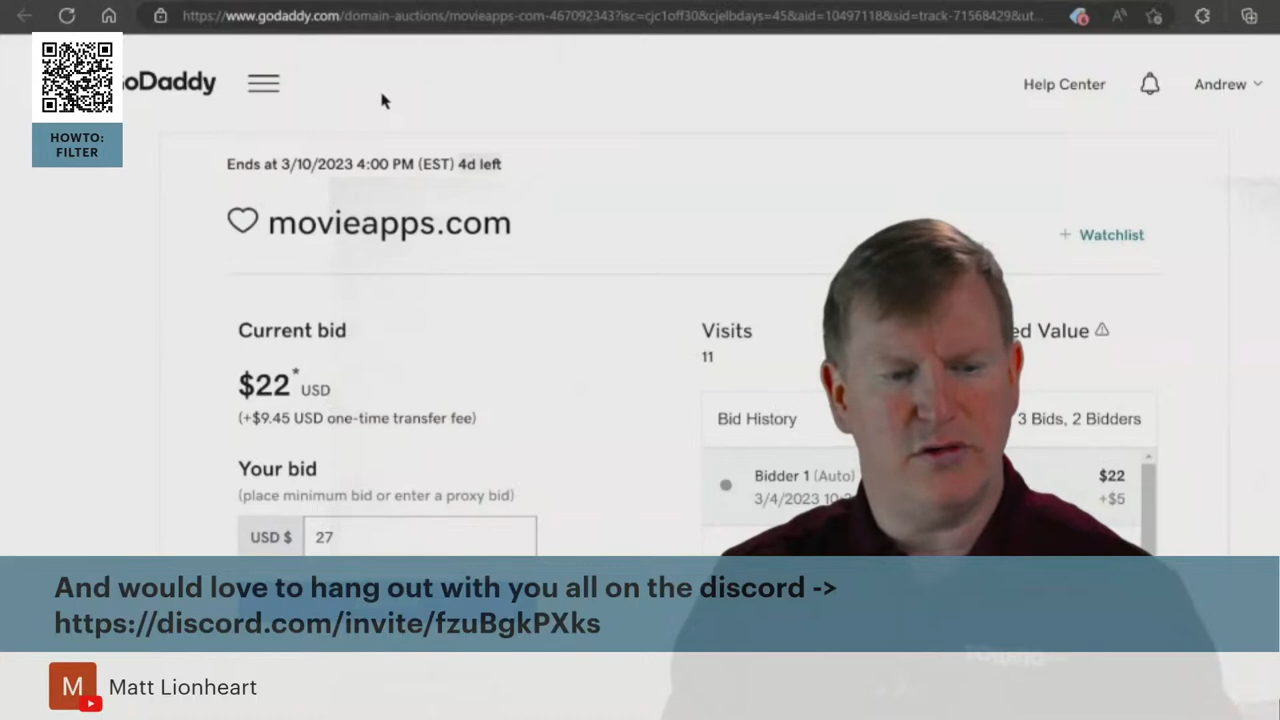 https://www.godaddy.com/domain-auctions/movieapps-com-467092343?isc=cjc1off30&cjelbdays=45&aid=10497118&sid=track-71568429&ut...
GoDaddy
Help Center
Andrew
HOWTO:
FILTER
Ends at 3/10/2023 4:00 PM (EST) 4d left
movieapps.com
+ Watchlist
Current bid
Visits
ed Value
11
$22* USD
(+$9.45 USD one-time transfer fee)
Bid History
3 Bids, 2 Bidders
Your bid
(place minimum bid or enter a proxy bid)
Bidder 1 (Auto)
$22
3/4/2023
+$5
USD $ 27
And would love to hang out with you all on the discord ->
https://discord.com/invite/fzuBgkPXks
M
Matt Lionheart